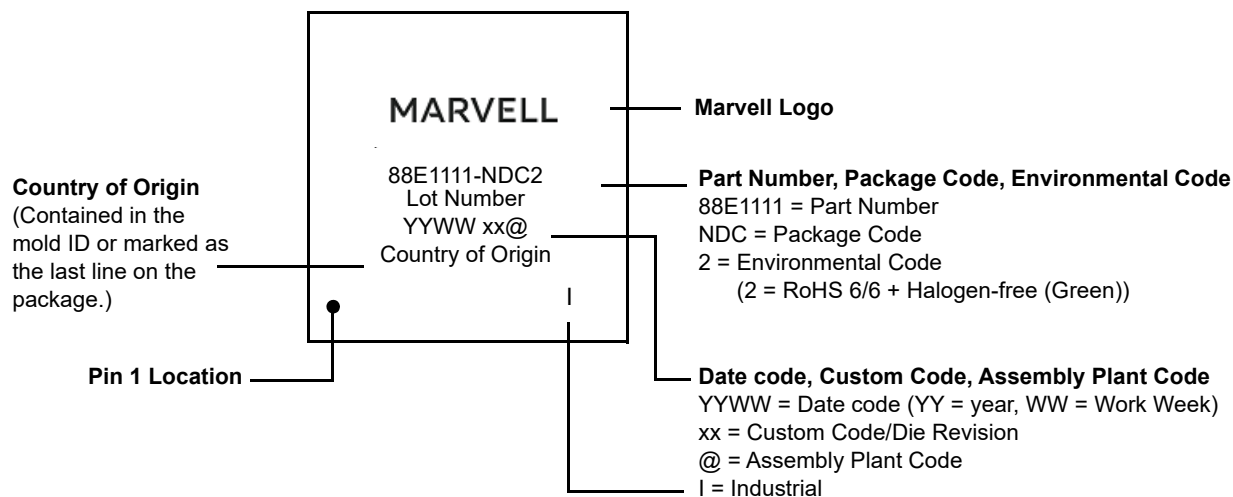 MARVELL
88E1111-NDC2
Lot Number
YYWW xx@
Country of Origin
I
Country of Origin
(Contained in the
mold ID or marked as
the last line on the
package.)
Pin 1 Location
Marvell Logo
Part Number, Package Code, Environmental Code
88E1111 = Part Number
NDC = Package Code
2 = Environmental Code
(2 = RoHS 6/6 + Halogen-free (Green))
Date code, Custom Code, Assembly Plant Code
YYWW = Date code (YY = year, WW = Work Week)
xx = Custom Code/Die Revision
@ = Assembly Plant Code
I = Industrial